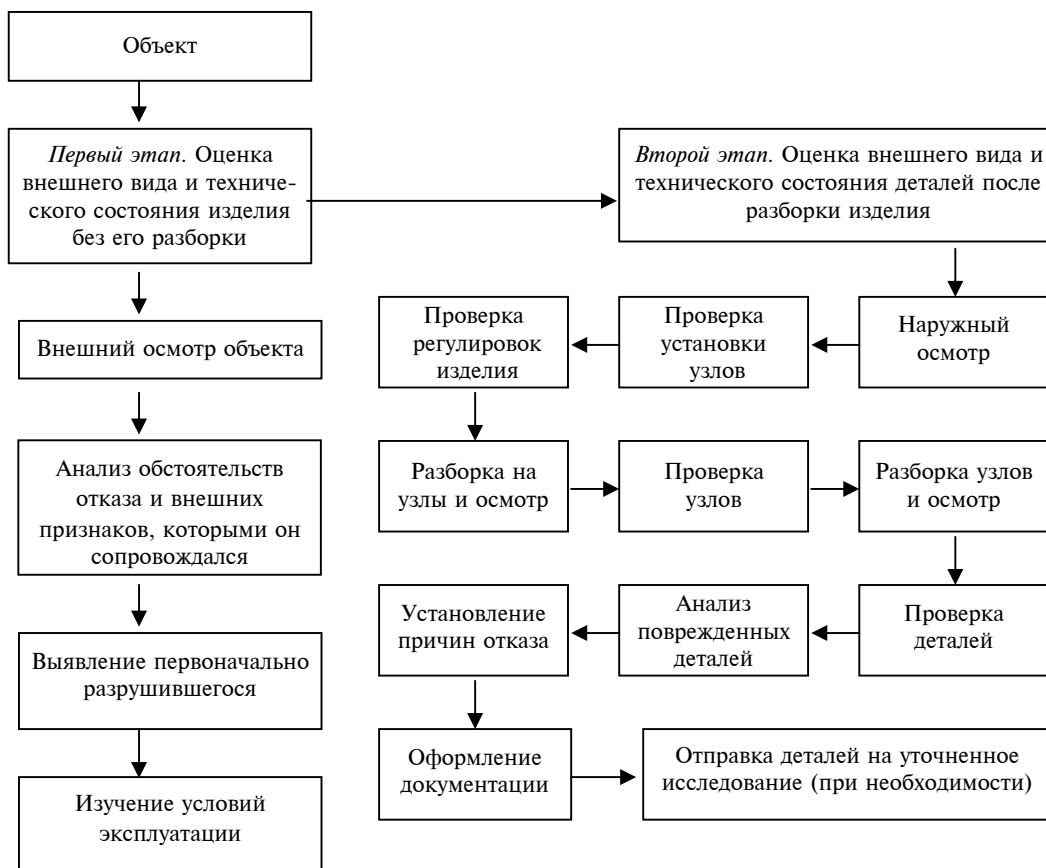 Объект
Первый этап. Оценка
внешнего вида и техниче-
ского состояния изделия
без его разборки
Внешний осмотр объекта
Анализ обстоятельств
отказа и внешних
признаков, которыми он
сопровождался
Выявление первоначально
разрушившегося
Изучение условий
эксплуатации
Второй этап. Оценка внешнего вида и
технического состояния деталей после
разборки изделия
Наружный
осмотр
Проверка
установки
узлов
Проверка
регулировок
изделия
Разборка на
узлы и осмотр
Проверка
узлов
Разборка узлов
и осмотр
Проверка
деталей
Анализ
поврежденных
деталей
Установление
причин отказа
Оформление
документации
Отправка деталей на уточненное
исследование (при необходимости)